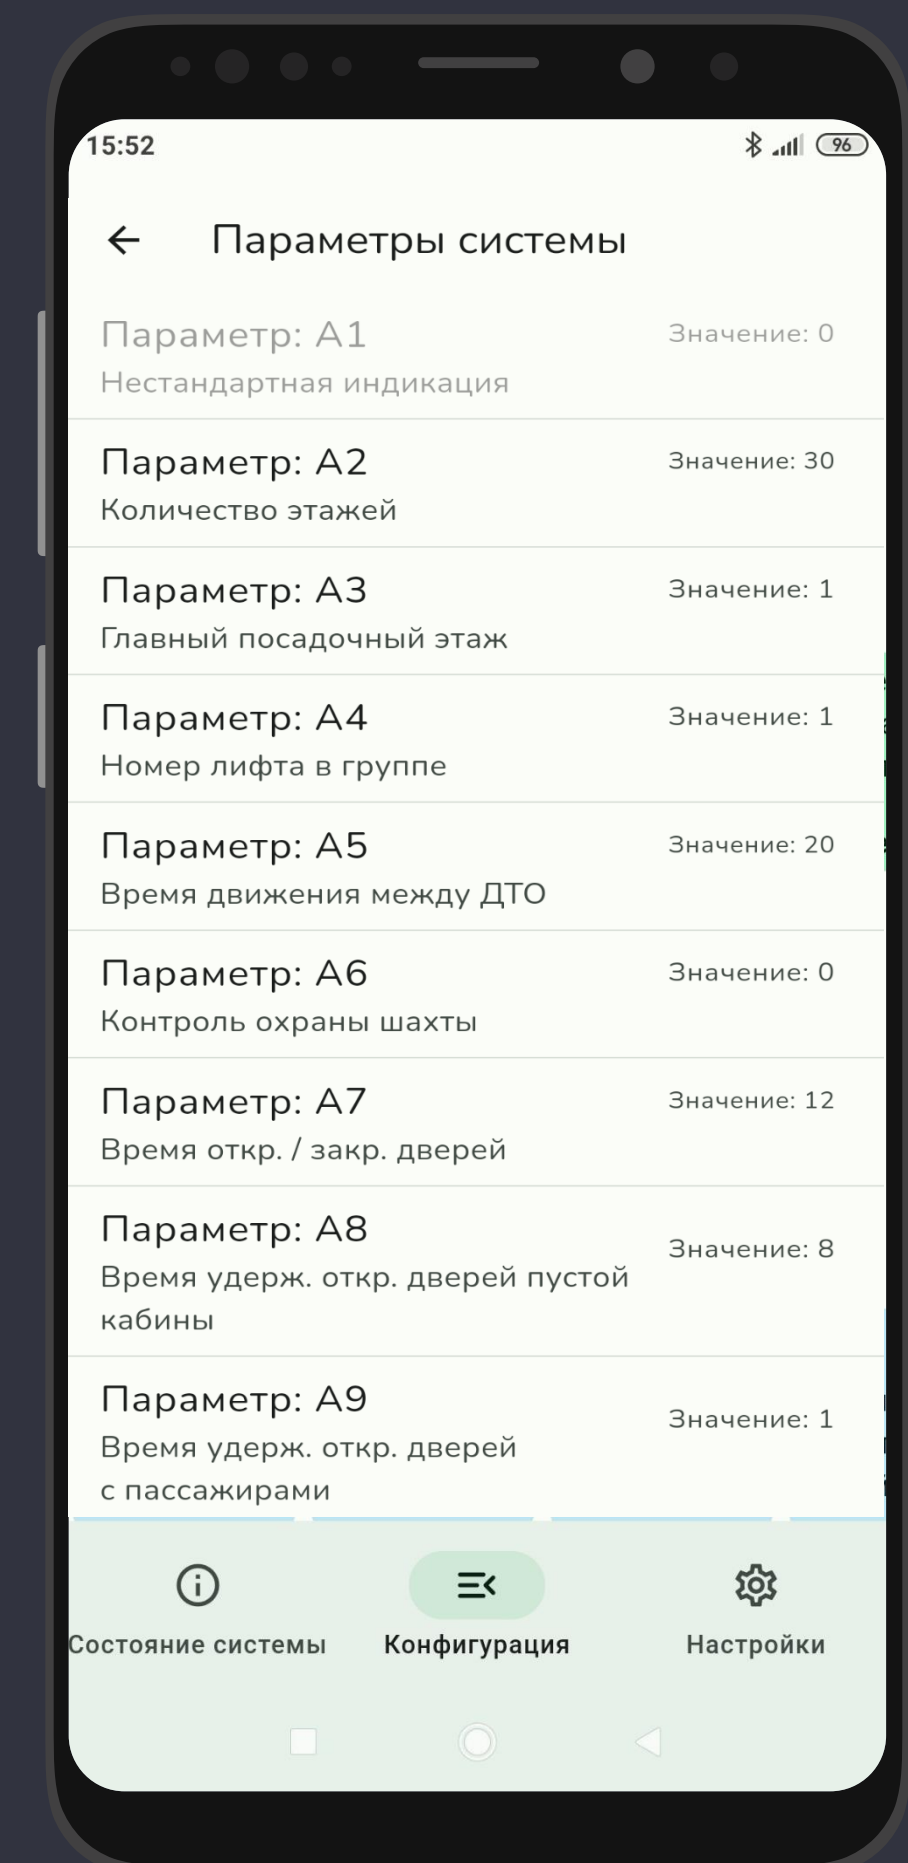 15:52
96
Параметры системы
Параметр: A1
Значение: 0
Нестандартная индикация
Параметр: A2
Значение: 30
Количество этажей
Параметр: A3
Значение: 1
Главный посадочный этаж
Параметр: A4
Значение: 1
Номер лифта в группе
Параметр: A5
Значение: 20
Время движения между ДТО
Параметр: A6
Значение: 0
Контроль охраны шахты
Параметр: A7
Значение: 12
Время откр. / закр. дверей
Параметр: A8
Значение: 8
Время удерж. откр. дверей пустой
кабины
Параметр: A9
Значение: 1
Время удерж. откр. дверей
с пассажирами
Состояние системы
Конфигурация
Настройки